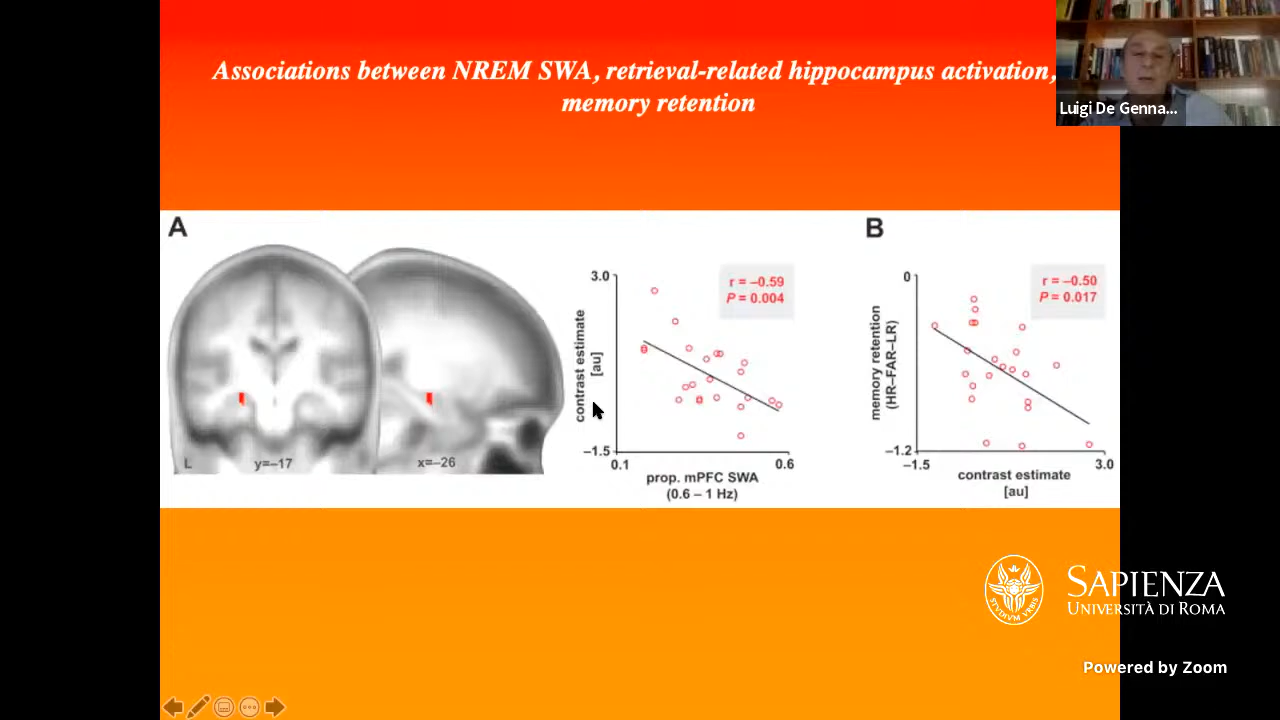 Associations between NREM SWA, retrieval-related hippocampus activation,
memory retention
Luigi De Genna...
A
L
y=–17
x=–26
contrast estimate
[au]
3.0
–1.5
r = –0.59
P = 0.004
0.1
0.6
prop. mPFC SWA
(0.6 – 1 Hz)
B
memory retention
(HR–FAR–LR)
0
–1.2
r = –0.50
P = 0.017
–1.5
3.0
contrast estimate
[au]
STVDIVM VRBIS
SAPIENZA
UNIVERSITÀ DI ROMA
Powered by Zoom